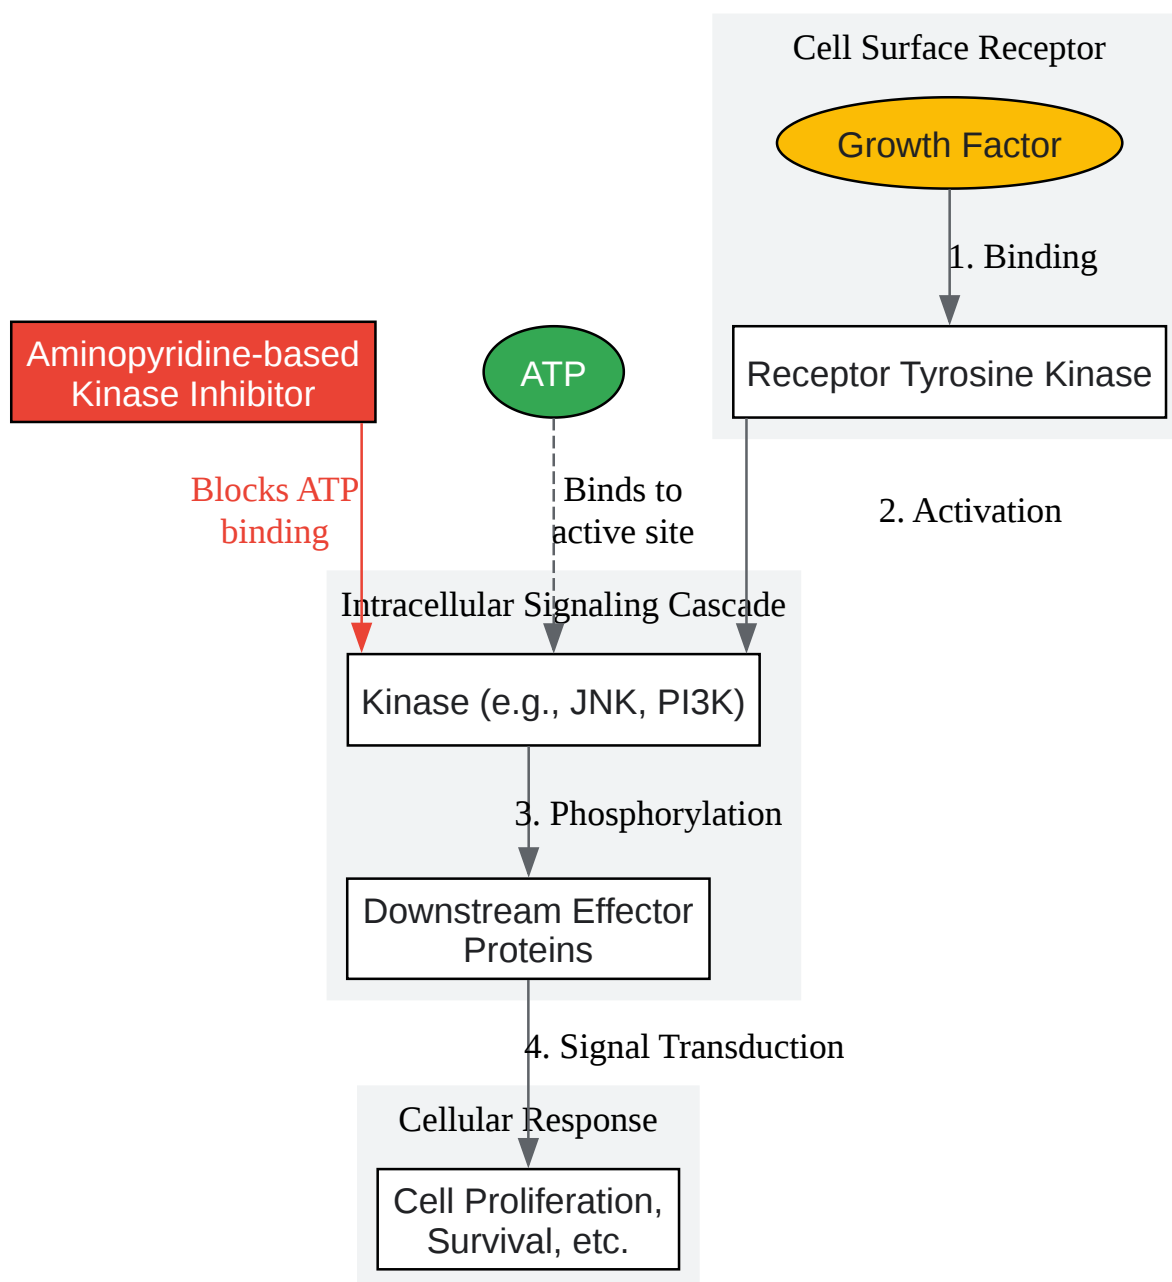 Cell Surface Receptor
Growth Factor
1. Binding
Aminopyridine-based
Kinase Inhibitor
ATP
Receptor Tyrosine Kinase
Blocks ATP
binding
Binds to
active site
2. Activation
Intracellular Signaling Cascade
Kinase (e.g., JNK, PI3K)
3. Phosphorylation
Downstream Effector
Proteins
4. Signal Transduction
Cellular Response
Cell Proliferation,
Survival, etc.